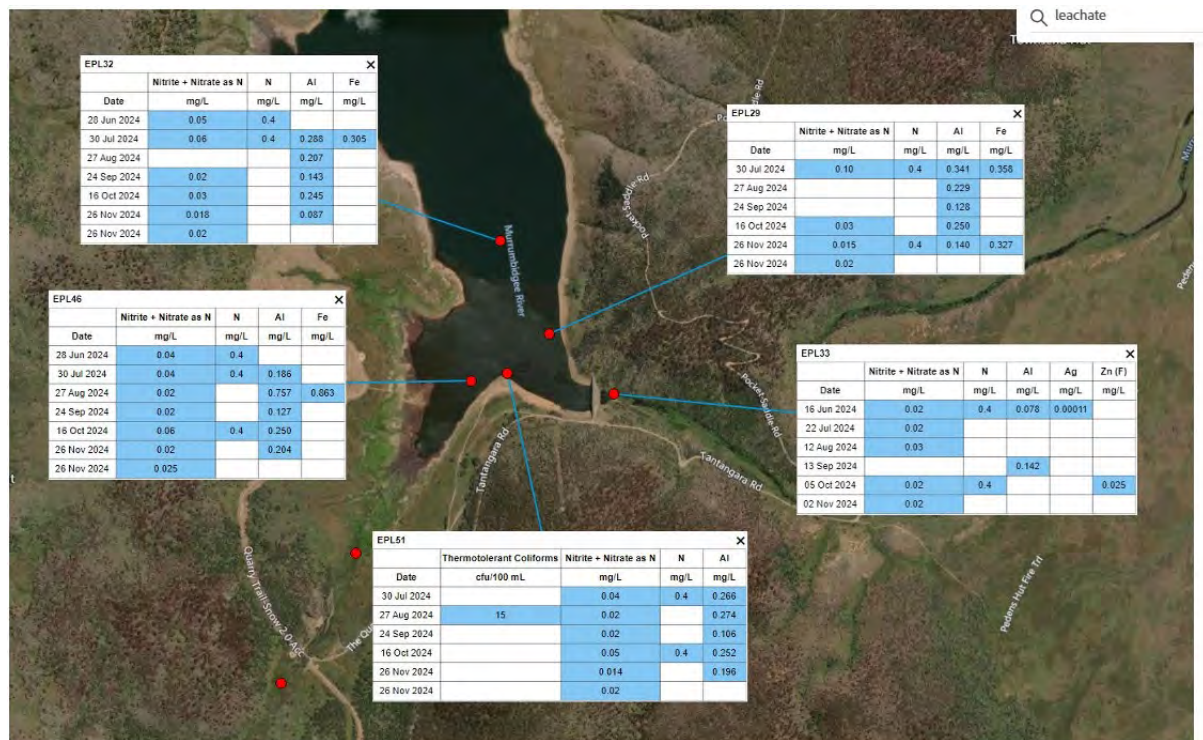 leachate
EPL32
Nitrite + Nitrate as N N Al Fe
Date mg/L mg/L mg/L mg/L
28 Jun 2024 0.05 0.4
30 Jul 2024 0.06 0.4 0.288 0.305
27 Aug 2024 0.207
24 Sep 2024 0.02 0.143
16 Oct 2024 0.03 0.245
26 Nov 2024 0.018 0.087
26 Nov 2024 0.02
EPL29
Nitrite + Nitrate as N N Al Fe
Date mg/L mg/L mg/L mg/L
30 Jul 2024 0.10 0.4 0.341 0.358
27 Aug 2024 0.229
24 Sep 2024 0.128
16 Oct 2024 0.03 0.250
26 Nov 2024 0.015 0.4 0.140 0.327
26 Nov 2024 0.02
Pocket Saddle Rd
Murrumbidgee River
EPL46
Nitrite + Nitrate as N N Al Fe
Date mg/L mg/L mg/L mg/L
28 Jun 2024 0.04 0.4
30 Jul 2024 0.04 0.4 0.186
27 Aug 2024 0.02 0.757 0.863
24 Sep 2024 0.02 0.127
16 Oct 2024 0.06 0.4 0.250
26 Nov 2024 0.02 0.204
26 Nov 2024 0.025
EPL33
Nitrite + Nitrate as N N Al Ag Zn (F)
Date mg/L mg/L mg/L mg/L mg/L
16 Jun 2024 0.02 0.4 0.078 0.00011
22 Jul 2024 0.02
12 Aug 2024 0.03
13 Sep 2024 0.142
05 Oct 2024 0.02 0.4 0.025
02 Nov 2024 0.02
Pocket Saddle Rd
Tantangara Rd
Tantangara Rd
EPL51
Thermotolerant Coliforms Nitrite + Nitrate as N N Al
Date cfu/100 mL mg/L mg/L mg/L
30 Jul 2024 0.04 0.4 0.266
27 Aug 2024 15 0.02 0.274
24 Sep 2024 0.02 0.106
16 Oct 2024 0.05 0.4 0.252
26 Nov 2024 0.014 0.196
26 Nov 2024 0.02
Quarry Trail-Snow 2.0-Acc
Pedens Hut Fire Trl